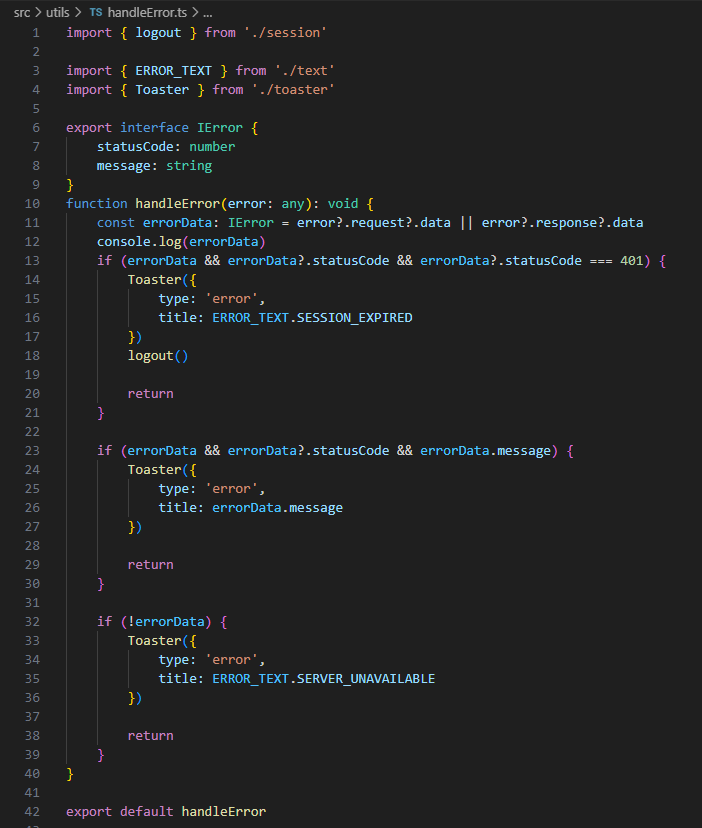 src > utils > TS handleError.ts > ...
1 import { logout } from './session'
2
3 import { ERROR_TEXT } from './text'
4 import { Toaster } from './toaster'
5
6 export interface IError {
7     statusCode: number
8     message: string
9 }
10 function handleError(error: any): void {
11     const errorData: IError = error?.request?.data || error?.response?.data
12     console.log(errorData)
13     if (errorData && errorData?.statusCode && errorData?.statusCode === 401) {
14         Toaster({
15             type: 'error',
16             title: ERROR_TEXT.SESSION_EXPIRED
17         })
18         logout()
19
20         return
21     }
22
23     if (errorData && errorData?.statusCode && errorData.message) {
24         Toaster({
25             type: 'error',
26             title: errorData.message
27         })
28
29         return
30     }
31
32     if (!errorData) {
33         Toaster({
34             type: 'error',
35             title: ERROR_TEXT.SERVER_UNAVAILABLE
36         })
37
38         return
39     }
40 }
41
42 export default handleError